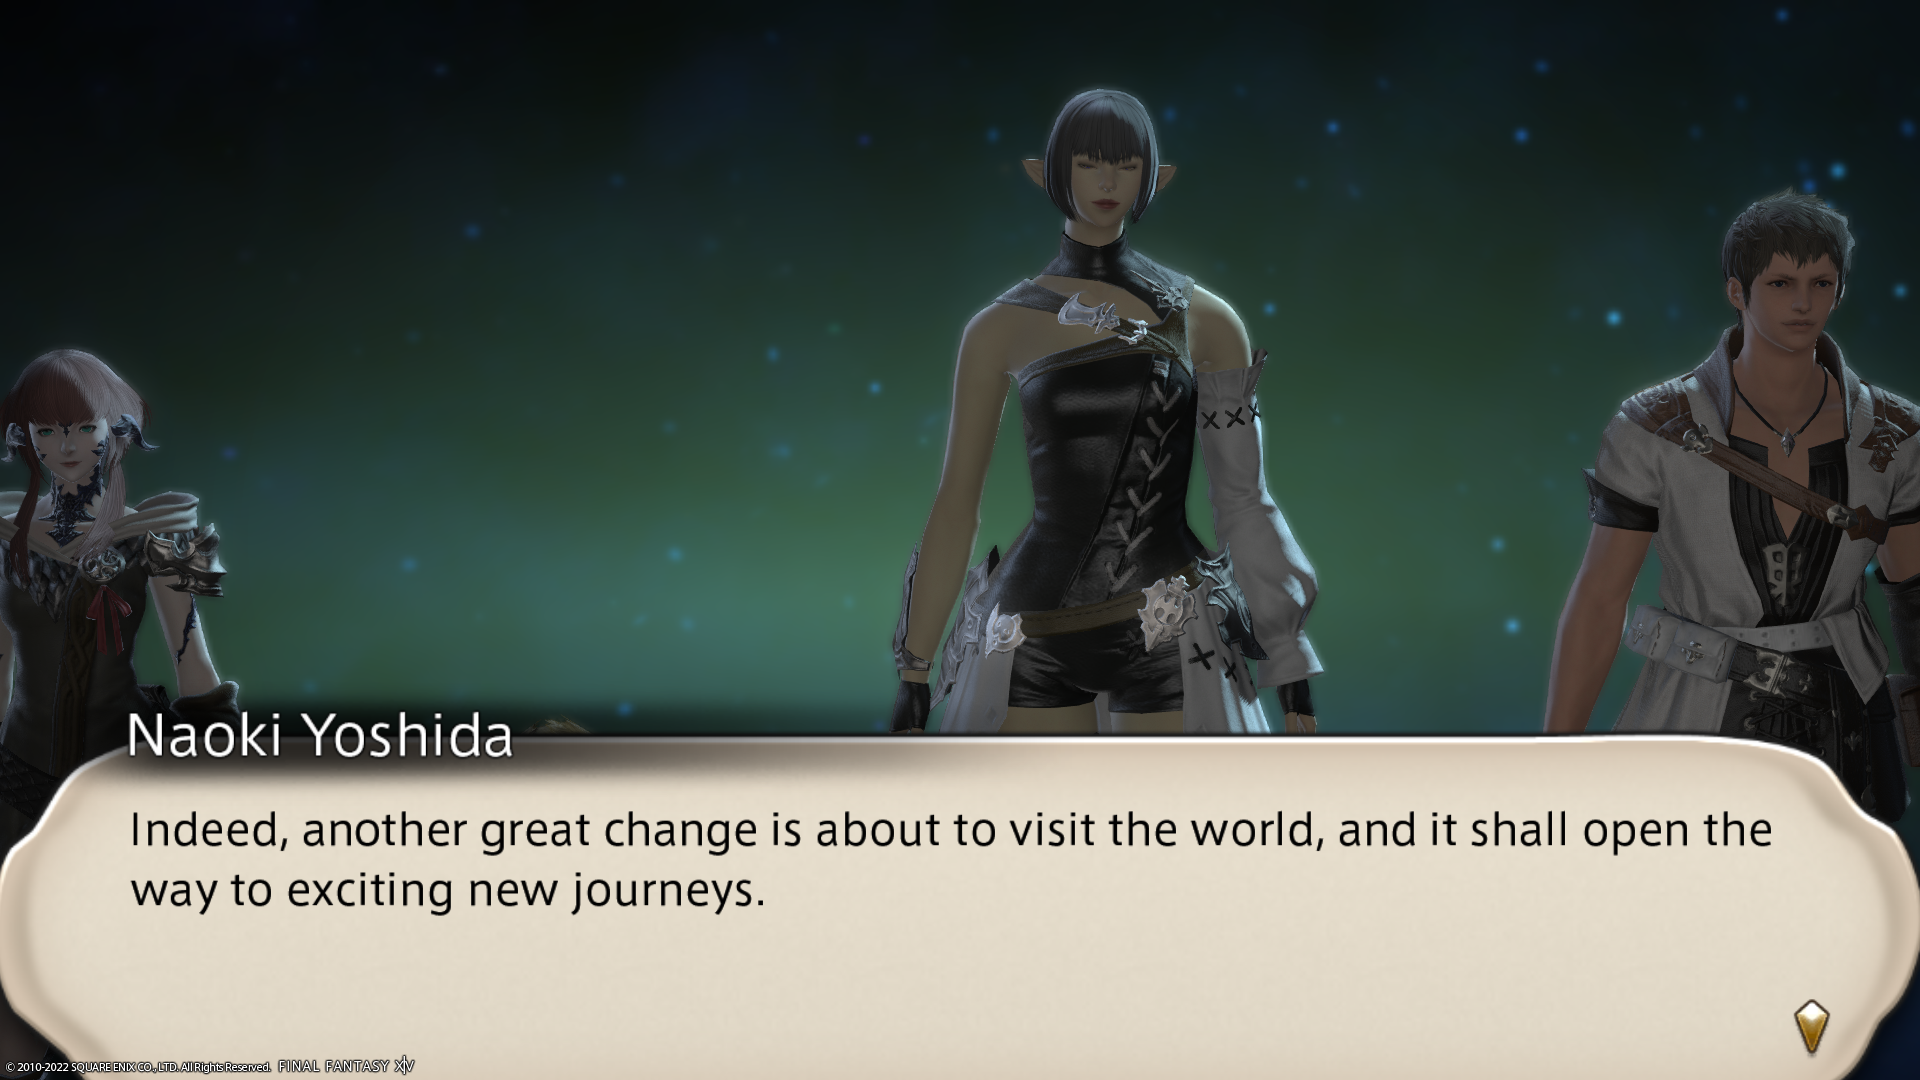 Naoki Yoshida
Indeed, another great change is about to visit the world, and it shall open the
way to exciting new journeys.
© 2010-2022 SQUARE ENIX CO., LTD. All Rights Reserved. FINAL FANTASY XIV